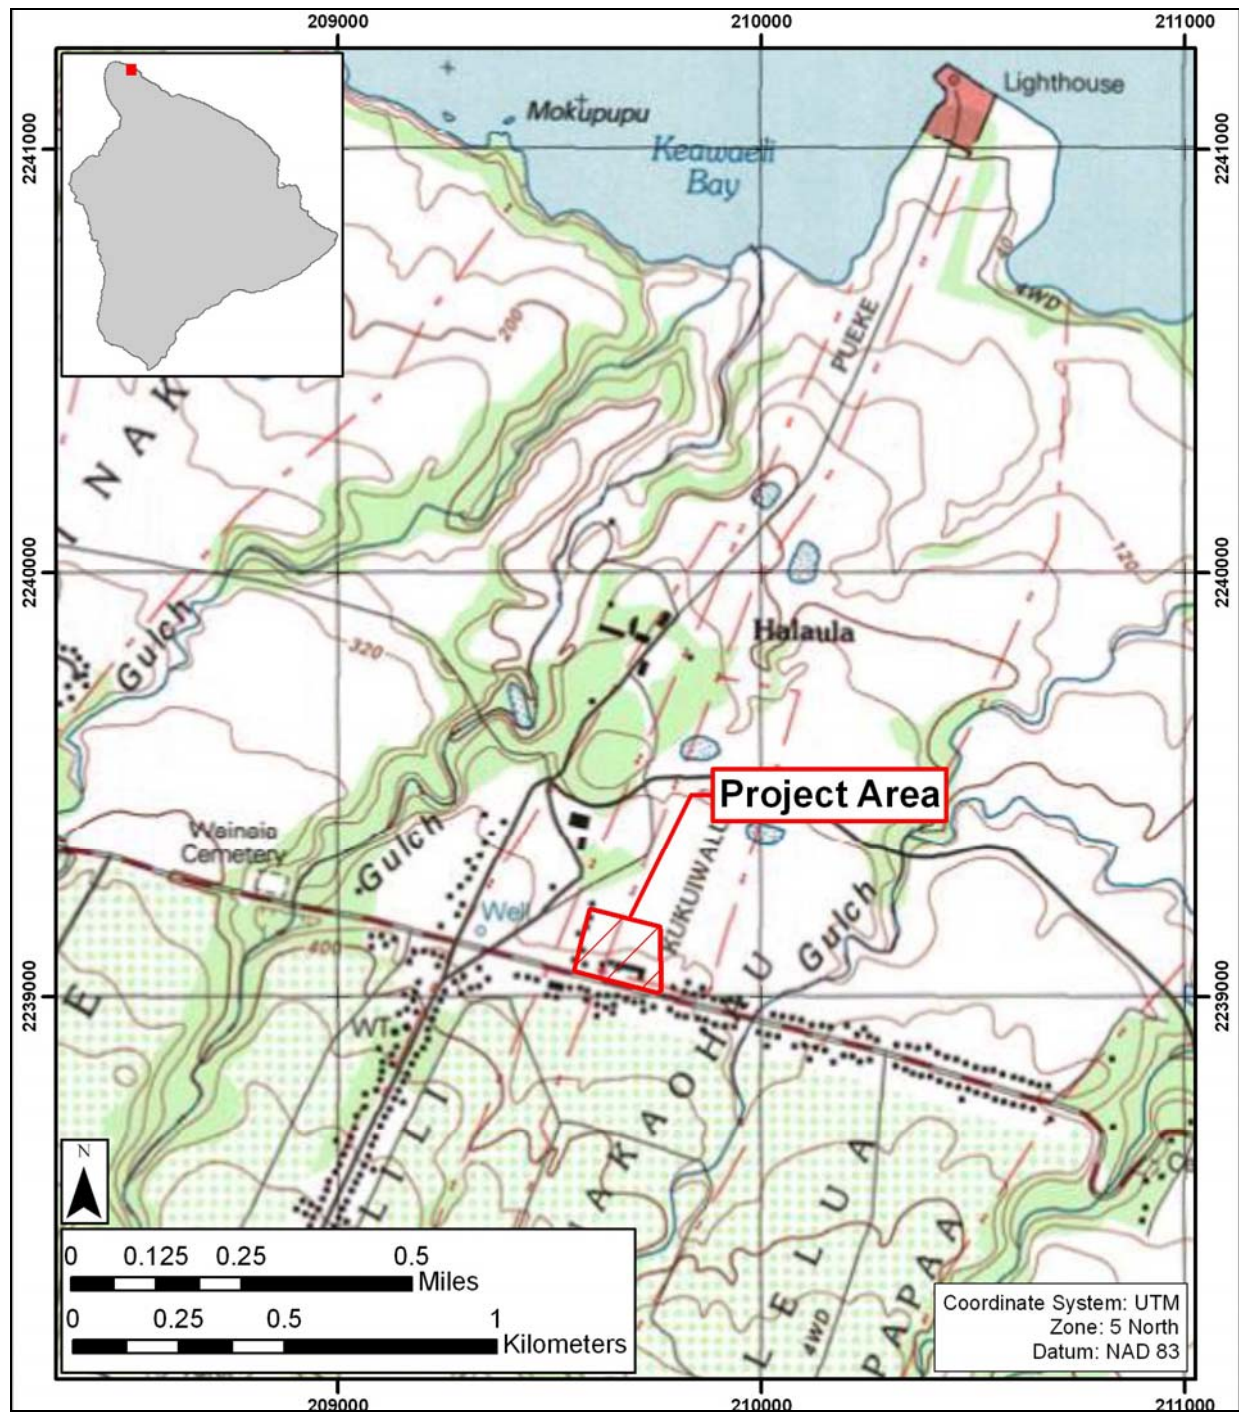 209000
210000
211000
Lighthouse
Mokupupu
2241000
2241000
Keawaeli
Bay
40
4WD
200
PUEKE
I N A K
120
2240000
2240000
Gulch
320
Halaula
Project Area
Wainaia
Cemetery
Gulch
KUKUIWALU
Gulch
Well
400
2239000
2239000
E
WT
U
H
O
A
K
A
L
I
L
I
L
L E L U A
PAPAA
4WD
N
0 0.125 0.25 0.5
Miles
0 0.25 0.5 1
Kilometers
Coordinate System: UTM
Zone: 5 North
Datum: NAD 83
209000
210000
211000